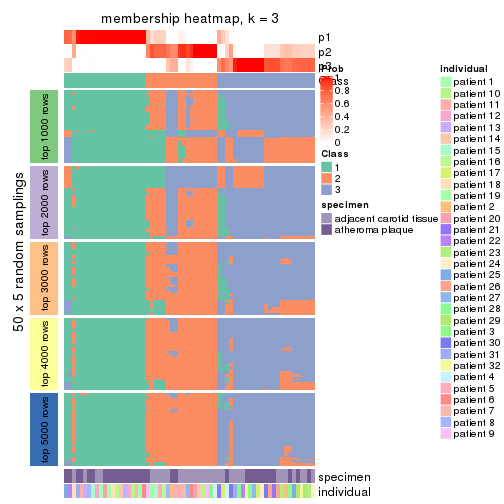 membership heatmap, k = 3
p1
p2
p3
Class
Prob
1
0.8
0.6
0.4
0.2
0
Class
1
2
3
specimen
adjacent carotid tissue
atheroma plaque
individual
patient 1
patient 10
patient 11
patient 12
patient 13
patient 14
patient 15
patient 16
patient 17
patient 18
patient 19
patient 2
patient 20
patient 21
patient 22
patient 23
patient 24
patient 25
patient 26
patient 27
patient 28
patient 29
patient 3
patient 30
patient 31
patient 32
patient 4
patient 5
patient 6
patient 7
patient 8
patient 9
50 x 5 random samplings
top 1000 rows
top 2000 rows
top 3000 rows
top 4000 rows
top 5000 rows
specimen
individual